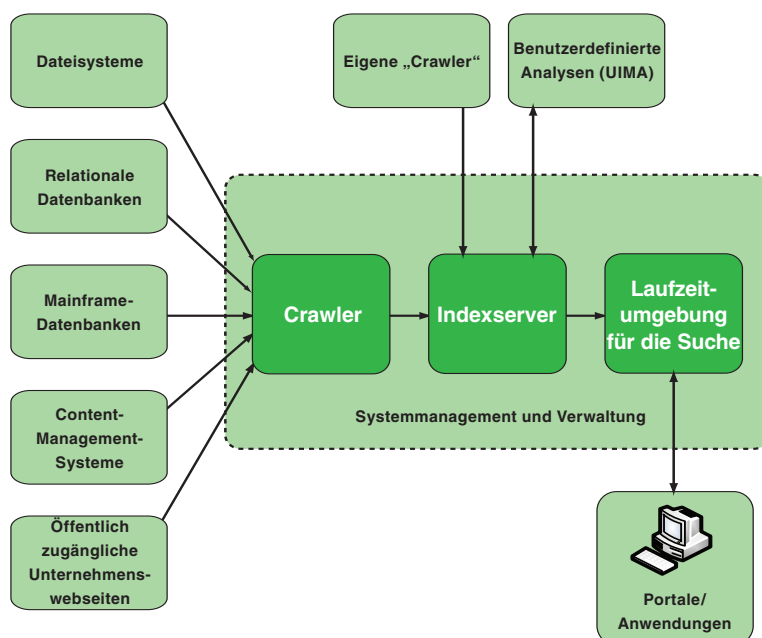 Dateisysteme
Eigene „Crawler“
Benutzerdefinierte
Analysen (UIMA)
Relationale
Datenbanken
Mainframe-
Datenbanken
Crawler
Indexserver
Laufzeit-
umgebung
für die Suche
Systemmanagement und Verwaltung
Content-
Management-
Systeme
Öffentlich
zugängliche
Unternehmens-
webseiten
Portale/
Anwendungen